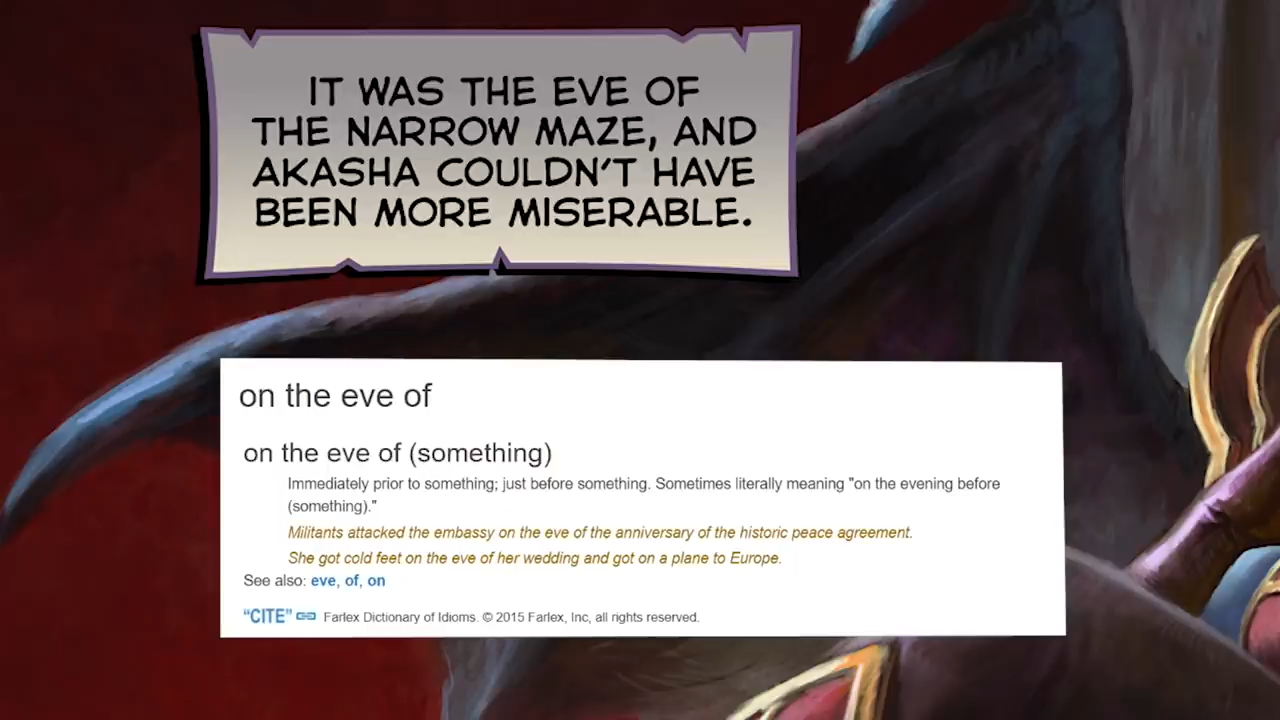 IT WAS THE EVE OF
THE NARROW MAZE, AND
AKASHA COULDN'T HAVE
BEEN MORE MISERABLE.
on the eve of
on the eve of (something)
Immediately prior to something; just before something. Sometimes literally meaning "on the evening before
(something)."
Militants attacked the embassy on the eve of the anniversary of the historic peace agreement.
She got cold feet on the eve of her wedding and got on a plane to Europe.
See also: eve, of, on
"CITE" Farlex Dictionary of Idioms. © 2015 Farlex, Inc, all rights reserved.